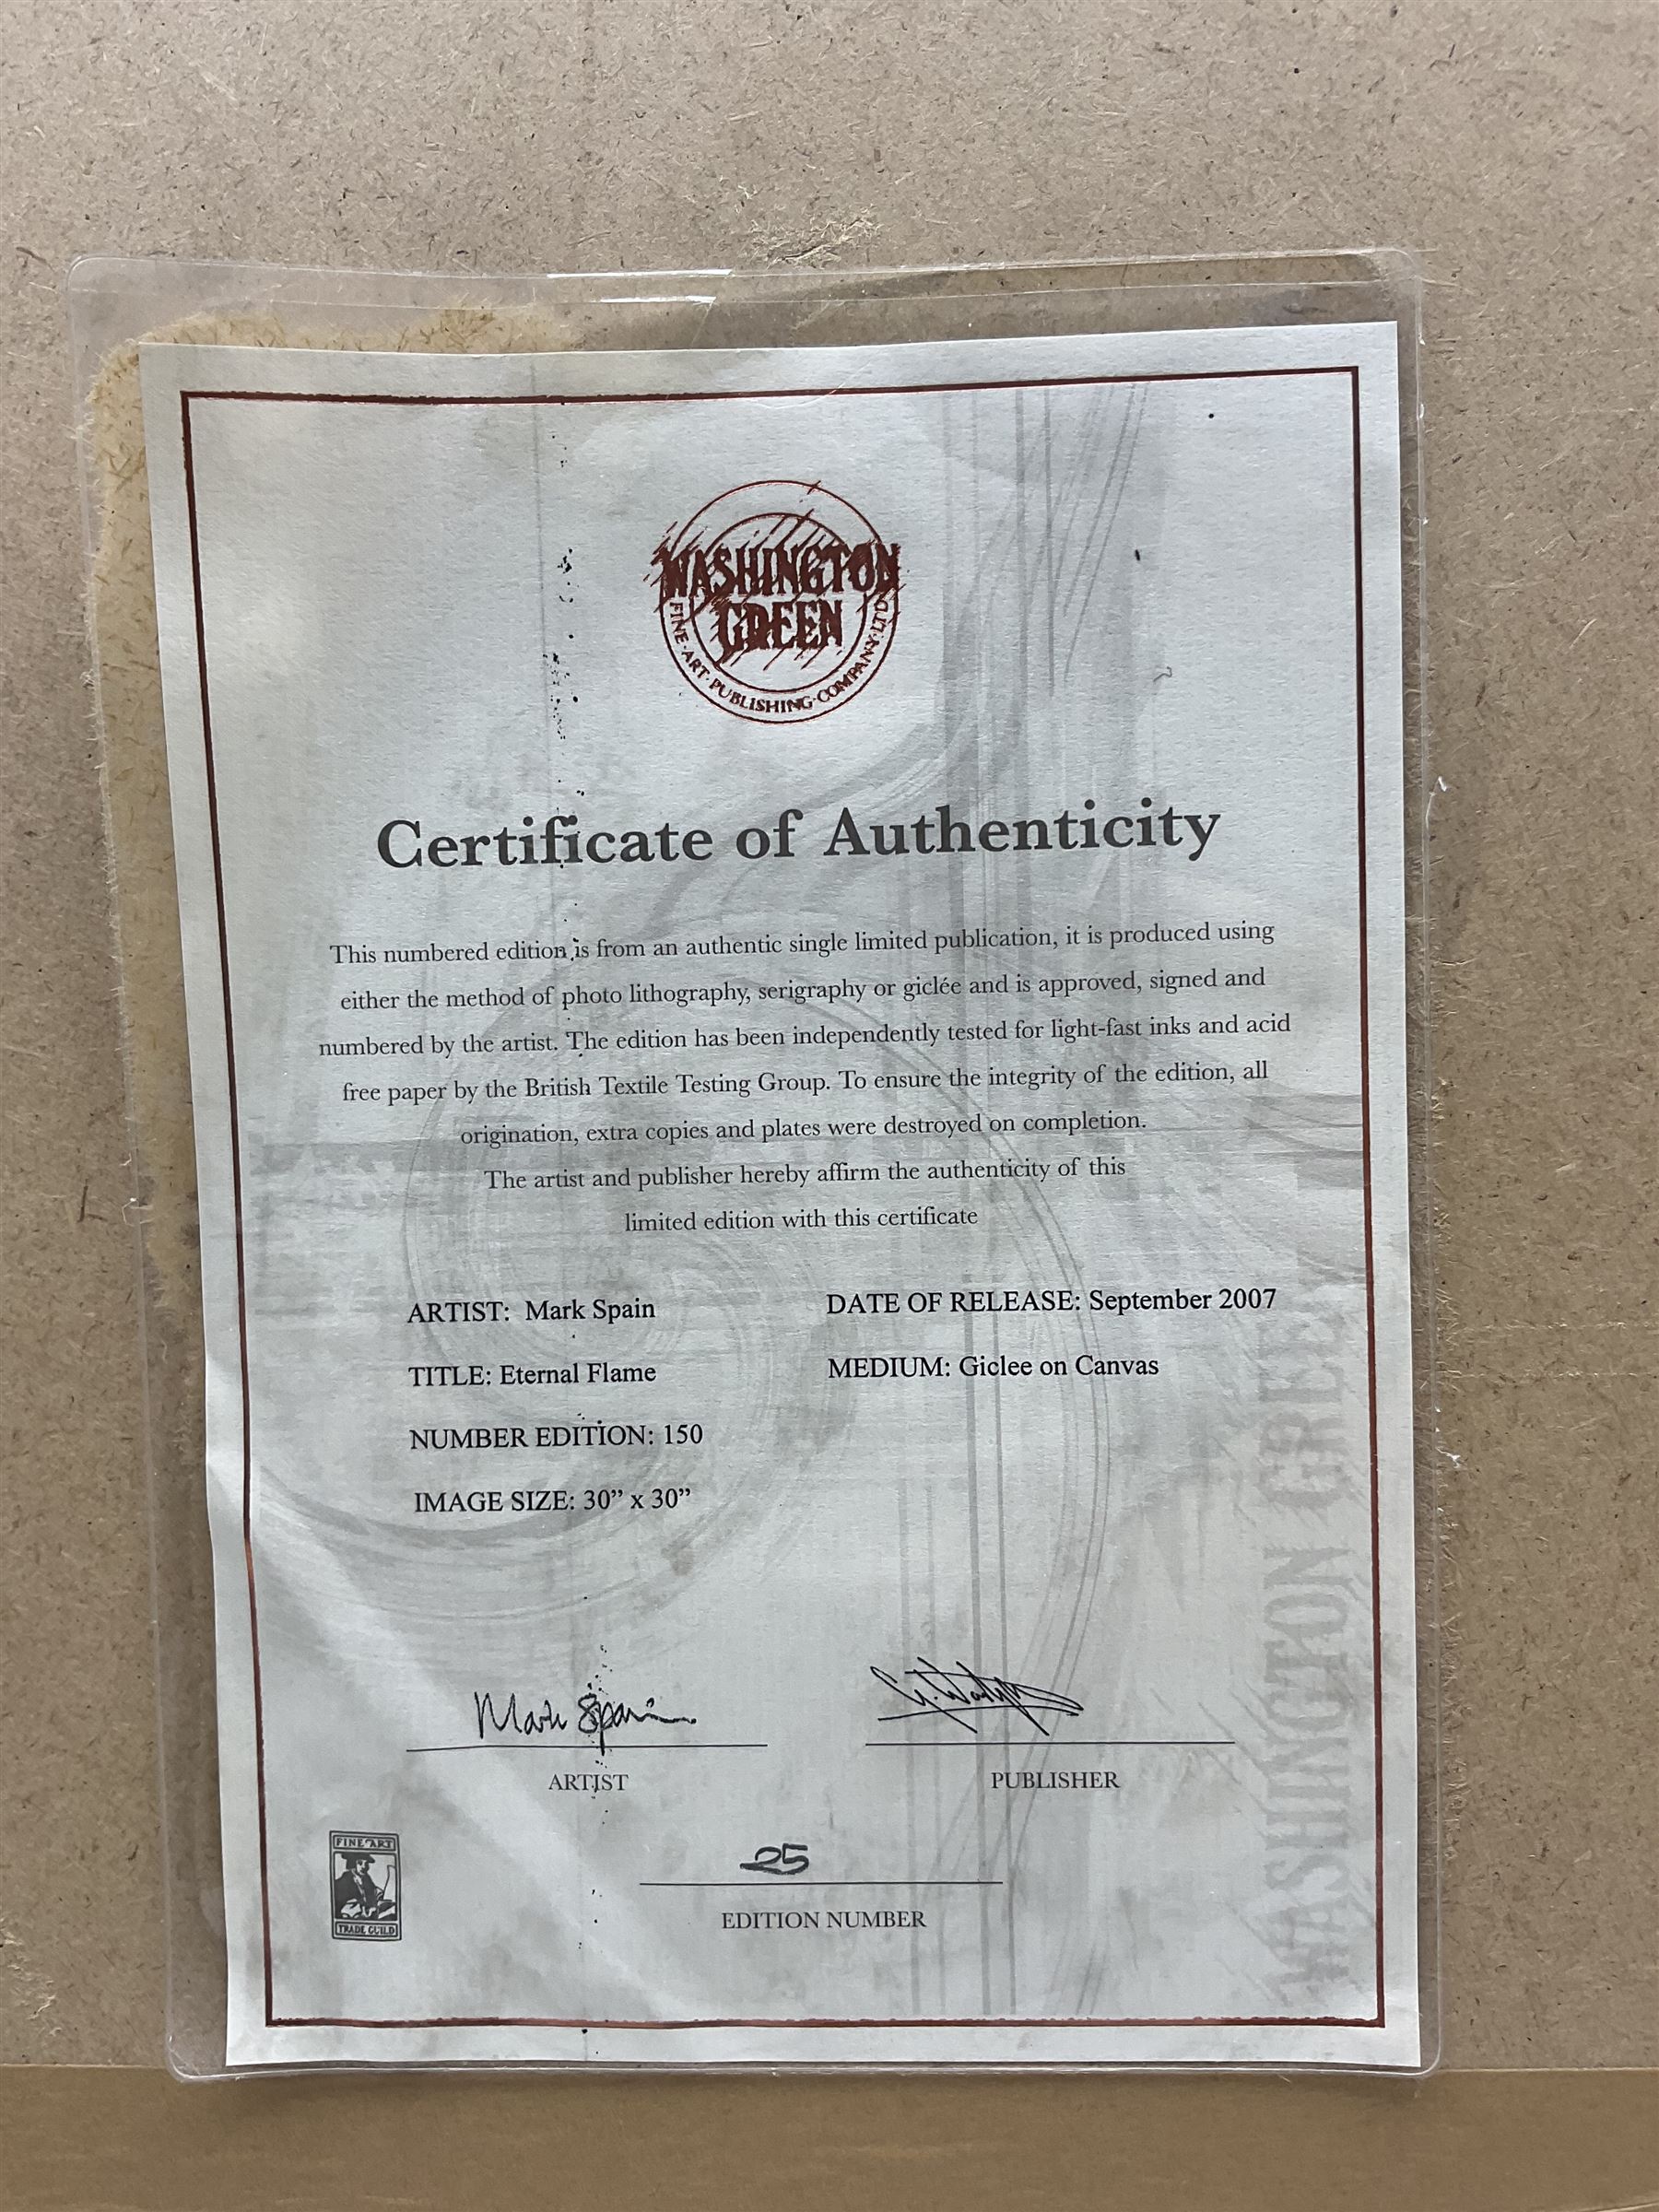 WASHINGTON
GREEN
FINE·ART·PUBLISHING·COMPANY·LTD
Certificate of Authenticity
This numbered edition is from an authentic single limited publication, it is produced using
either the method of photo lithography, serigraphy or giclée and is approved, signed and
numbered by the artist. The edition has been independently tested for light-fast inks and acid
free paper by the British Textile Testing Group. To ensure the integrity of the edition, all
origination, extra copies and plates were destroyed on completion.
The artist and publisher hereby affirm the authenticity of this
limited edition with this certificate
ARTIST: Mark Spain
DATE OF RELEASE: September 2007
TITLE: Eternal Flame
MEDIUM: Giclee on Canvas
NUMBER EDITION: 150
IMAGE SIZE: 30” x 30”
Mark Spain
ARTIST
PUBLISHER
25
EDITION NUMBER
FINE ART
TRADE GUILD
WASHINGTON GREEN